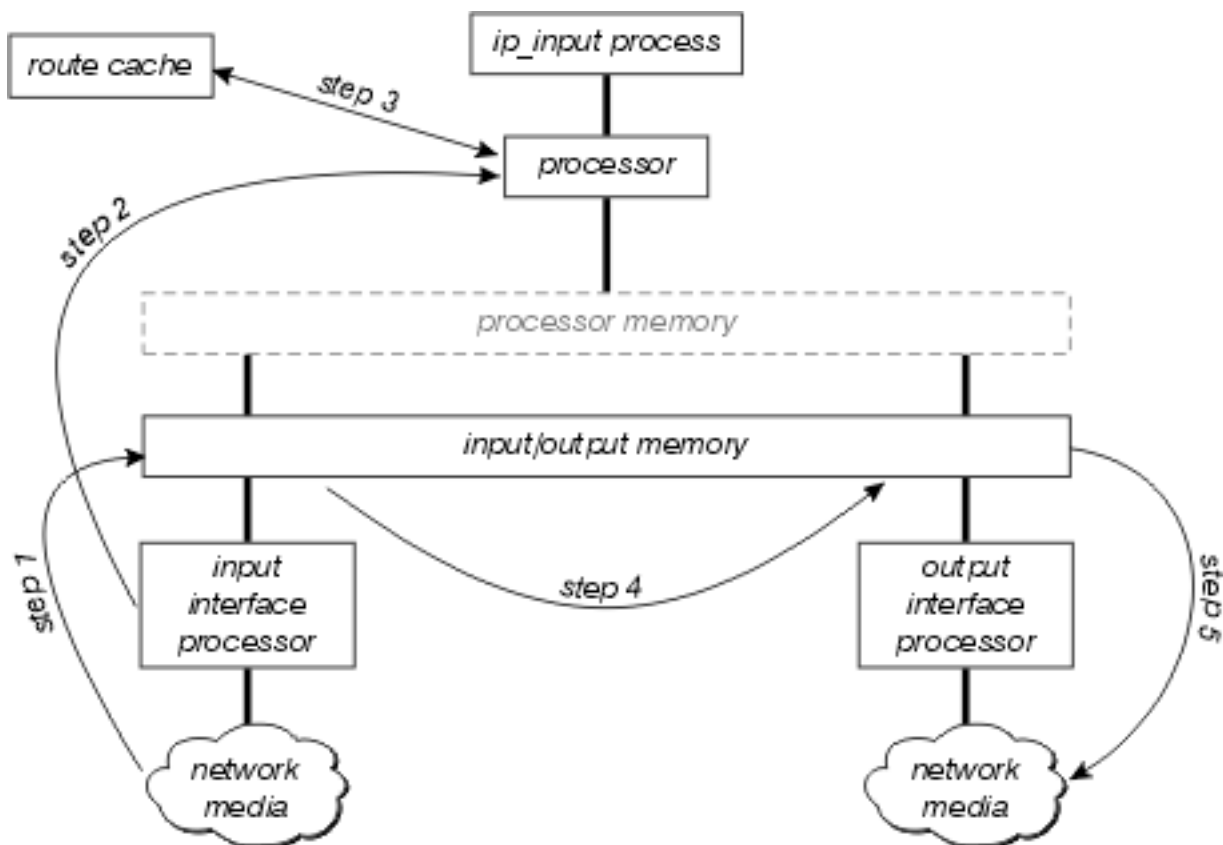 ip_input process
route cache
step 3
processor
step 2
processor memory
input/output memory
step 1
input
interface
processor
step 4
output
interface
processor
step 5
network
media
network
media